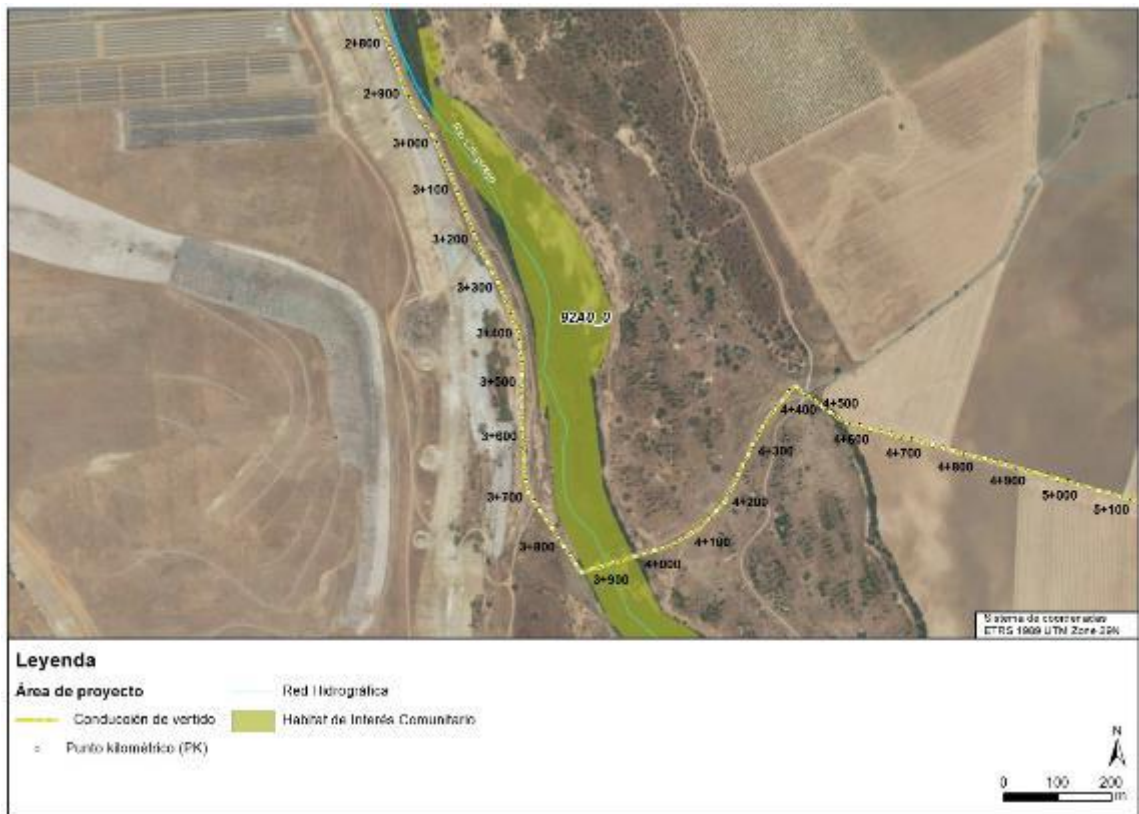 2+800
2+900
3+000
3+100
3+200
3+300
3+400
3+500
3+600
3+700
3+800
3+900
4+000
4+100
4+200
4+300
4+400
4+500
4+600
4+700
4+800
4+900
5+000
5+100
Río
92A0_0
Sistema de coordenadas
ETRS 1989 UTM Zone 29N
Leyenda
Área de proyecto
Conducción de vertido
Punto kilométrico (PK)
Red Hidrográfica
Habitat de Interés Comunitario
N
0 100 200
m